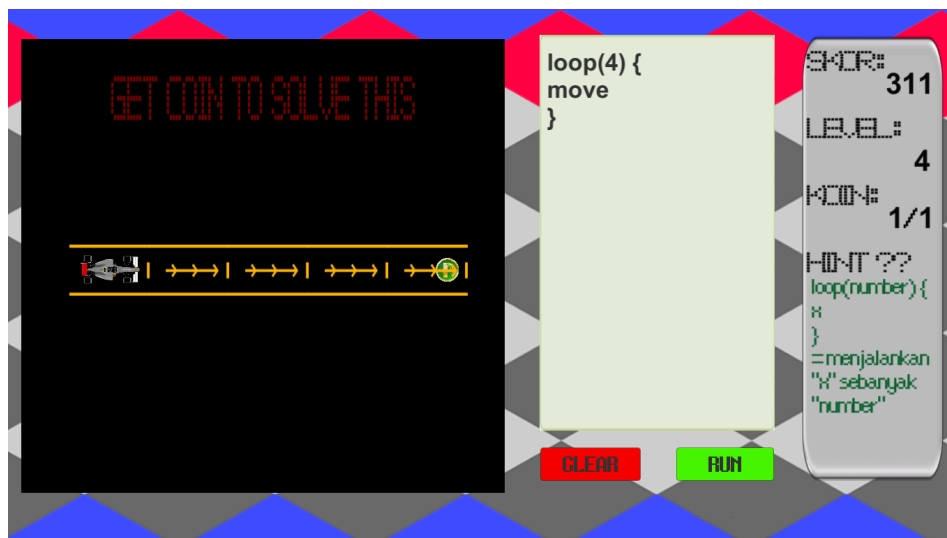 GET COIN TO SOLVE THIS
loop(4) {
move
}
CLEAR
RUN
SKOR:
311
LEVEL:
4
KOIN:
1/1
HINT ??
loop(number) {
x
}
=menjalankan
"x" sebanyak
"number"